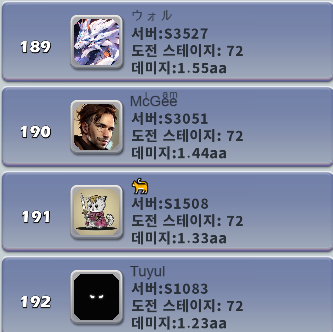 189
ウォル
서버:S3527
도전 스테이지: 72
데미지:1.55aa
190
McGee
서버:S3051
도전 스테이지: 72
데미지:1.44aa
191
서버:S1508
도전 스테이지: 72
데미지:1.33aa
192
Tuyul
서버:S1083
도전 스테이지: 72
데미지:1.23aa